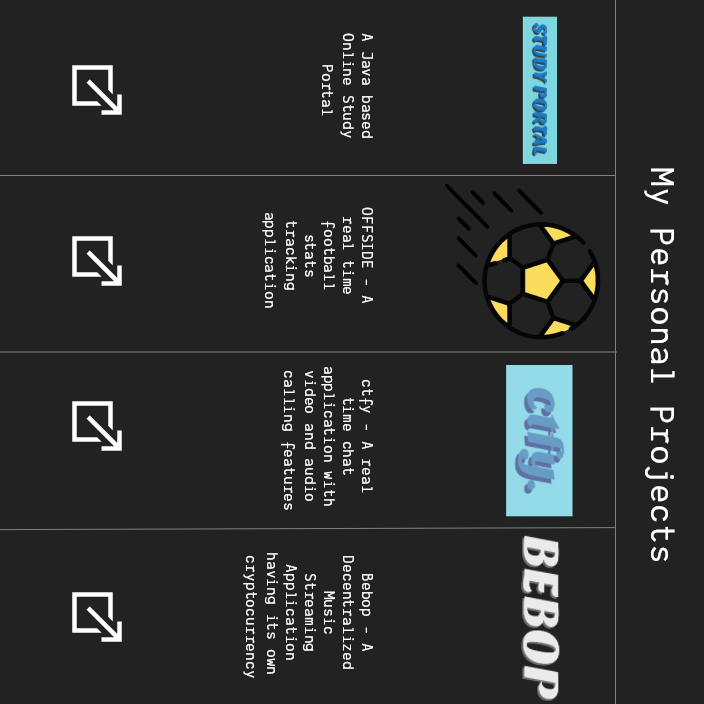 My Personal Projects
STUDY PORTAL
A Java based
Online Study
Portal
OFFSIDE - A
real time
football
stats
tracking
application
ctfy.
ctfy - A real
time chat
application with
video and audio
calling features
BEBOP
Bebop - A
Decentralized
Music
Streaming
Application
having its own
cryptocurrency